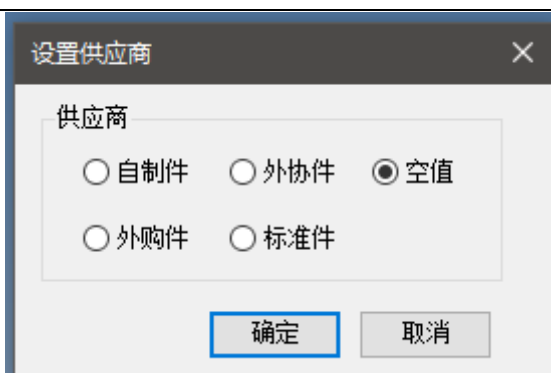 设置供应商
供应商
自制件 外协件 空值
外购件 标准件
确定 取消